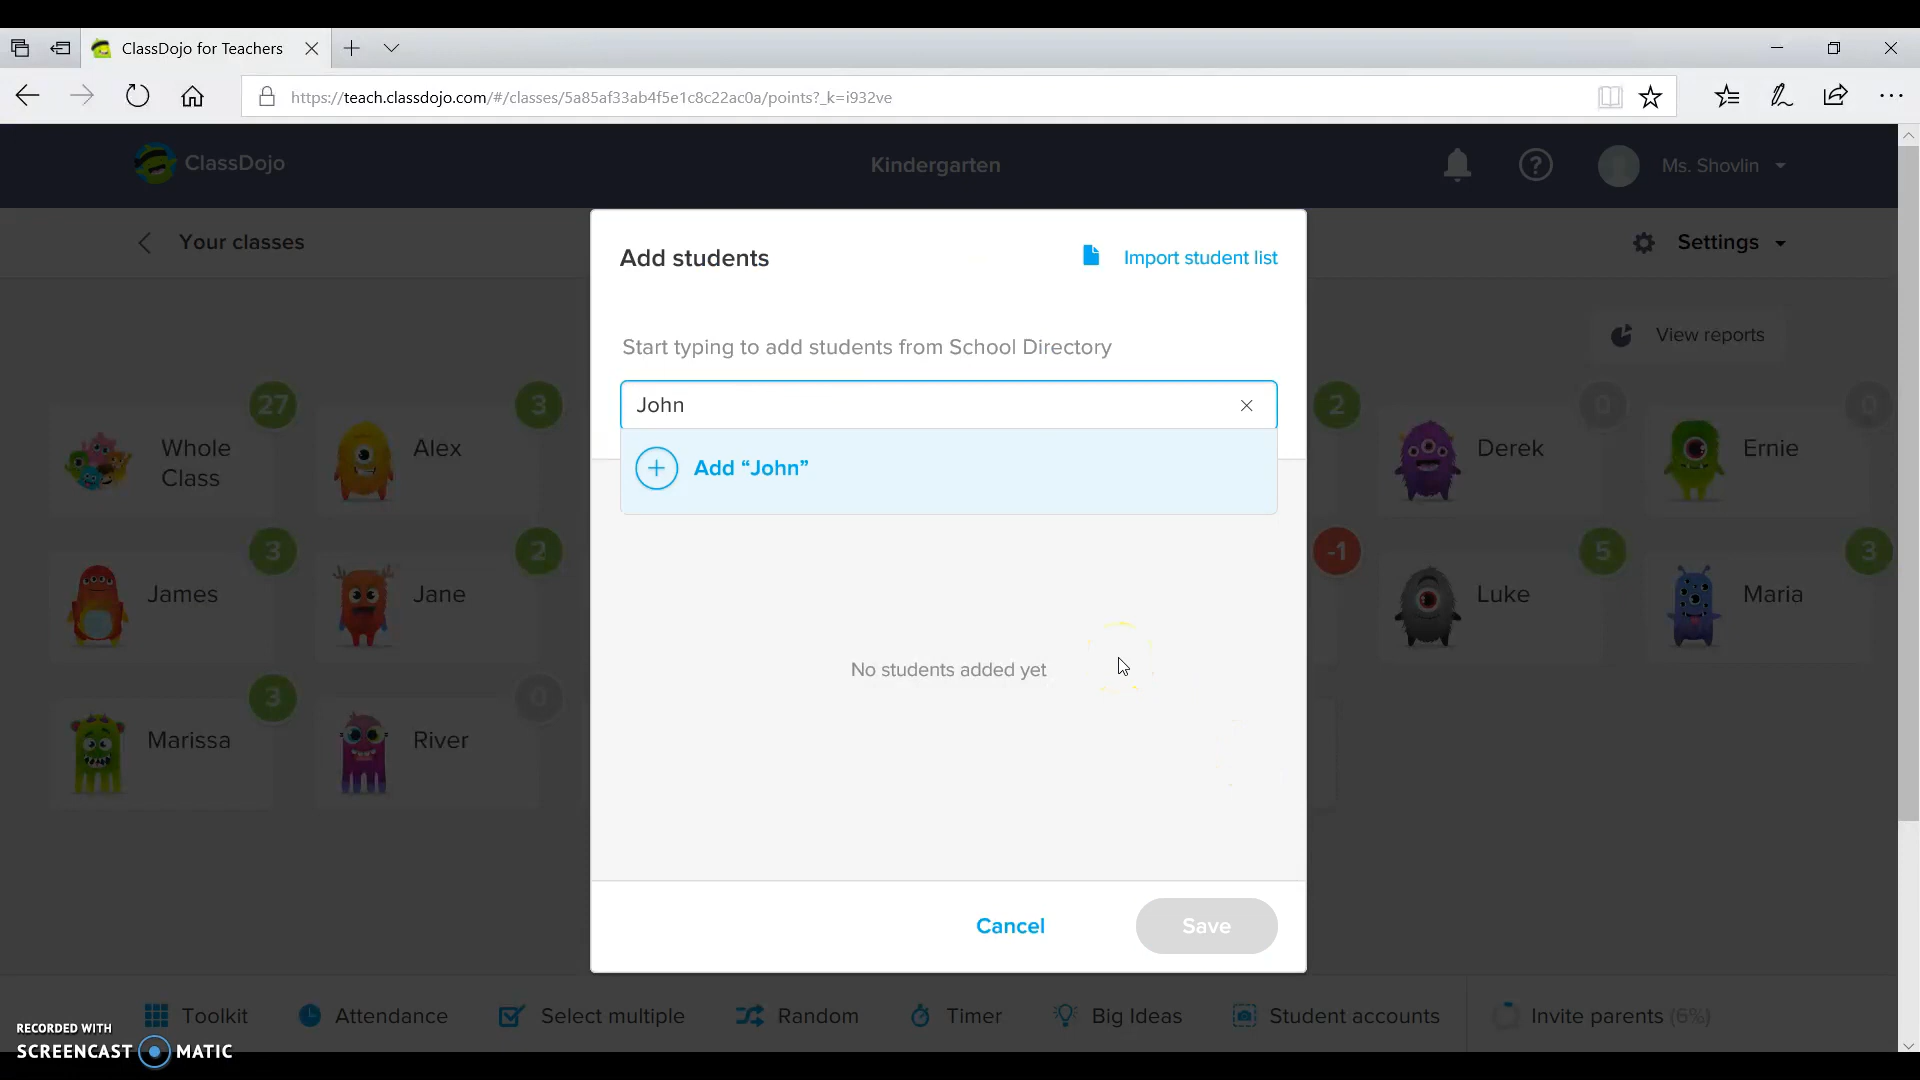 ClassDojo for Teachers
https://teach.classdojo.com/#/classes/5a85af33ab4f5e1c8c22ac0a/points?_k=i932ve
ClassDojo
Kindergarten
Ms. Shovlin
Your classes
Settings
Add students
Import student list
View reports
Start typing to add students from School Directory
John
Add “John”
27
Whole
Class
3
Alex
2
Derek
0
Ernie
0
3
James
2
Jane
-1
Luke
5
Maria
3
No students added yet
3
Marissa
0
River
Cancel
Save
Toolkit
Attendance
Select multiple
Random
Timer
Big Ideas
Student accounts
Invite parents (6%)
RECORDED WITH
SCREENCAST MATIC